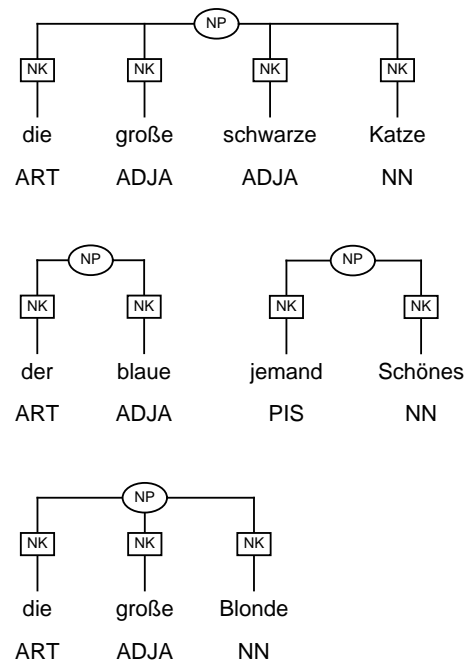 NP
NK NK NK NK
die große schwarze Katze
ART ADJA ADJA NN
NP NP
NK NK NK NK
der blaue jemand Schönes
ART ADJA PIS NN
NP
NK NK NK
die große Blonde
ART ADJA NN